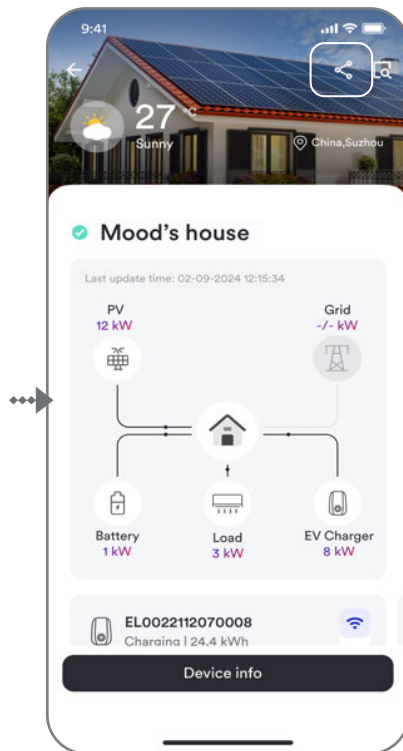 9:41
27 °C
Sunny
China,Suzhou
Mood's house
Last update time: 02-09-2024 12:15:34
PV
12 kW
Grid
-/- kW
Battery
1 kW
Load
3 kW
EV Charger
8 kW
EL0022112070008
Charging | 24.4 kWh
Device info